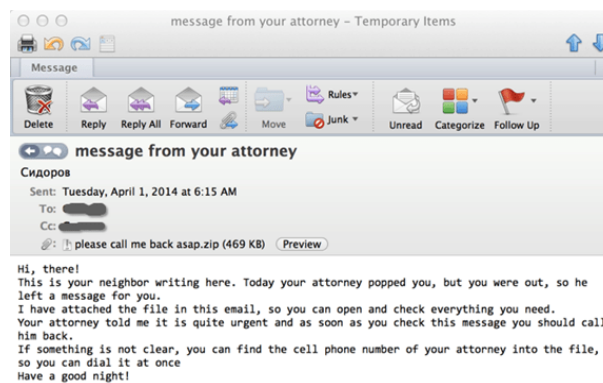 message from your attorney – Temporary Items
Message
Delete Reply Reply All Forward Move Rules Junk Unread Categorize Follow Up
message from your attorney
Сидоров
Sent: Tuesday, April 1, 2014 at 6:15 AM
To:
Cc:
please call me back asap.zip (469 KB) Preview
Hi, there!
This is your neighbor writing here. Today your attorney popped you, but you were out, so he
left a message for you.
I have attached the file in this email, so you can open and check everything you need.
Your attorney told me it is quite urgent and as soon as you check this message you should call
him back.
If something is not clear, you can find the cell phone number of your attorney into the file,
so you can dial it at once
Have a good night!